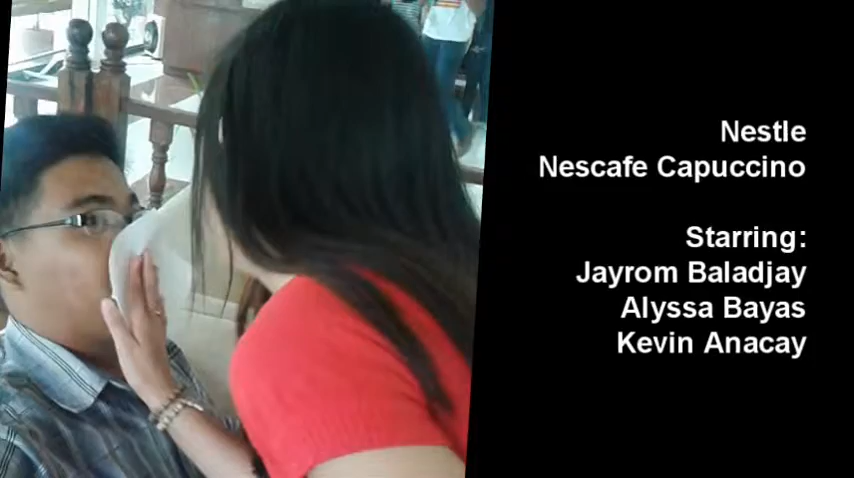 Nestle
Nescafe Capuccino
Starring:
Jayrom Baladjay
Alyssa Bayas
Kevin Anacay